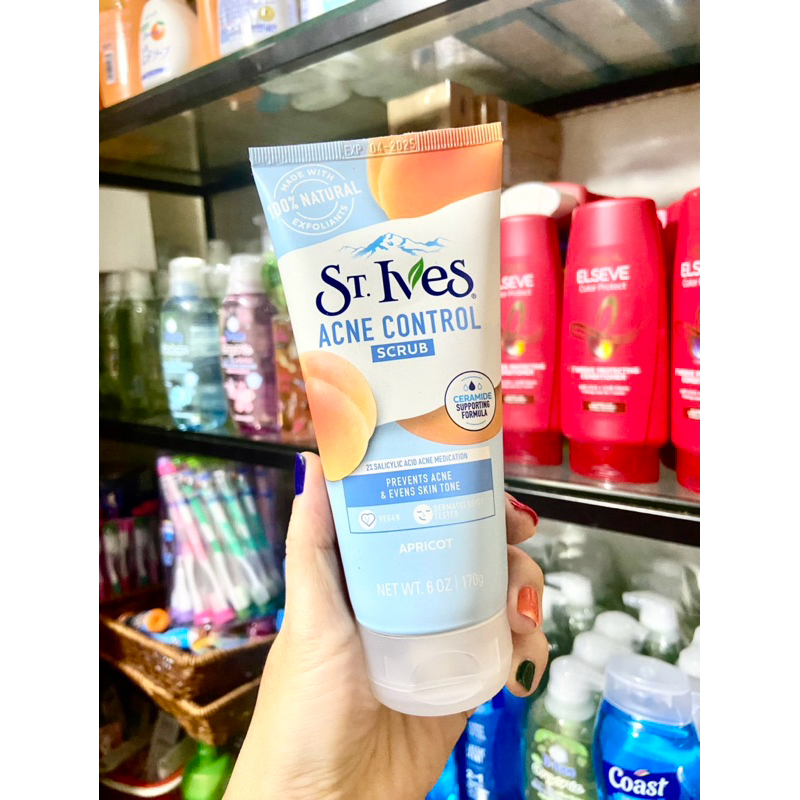 EXP 04-2025
MADE WITH
100% NATURAL
EXFOLIANTS
ST. IVES
ACNE CONTROL
SCRUB
CERAMIDE
SUPPORTING
FORMULA
2% SALICYLIC ACID ACNE MEDICATION
PREVENTS ACNE
& EVENS SKIN TONE
VEGAN
TESTED
APRICOT
NET WT. 6 OZ | 170g
ELSEVE
Color Protect
ELSEVE
Coast